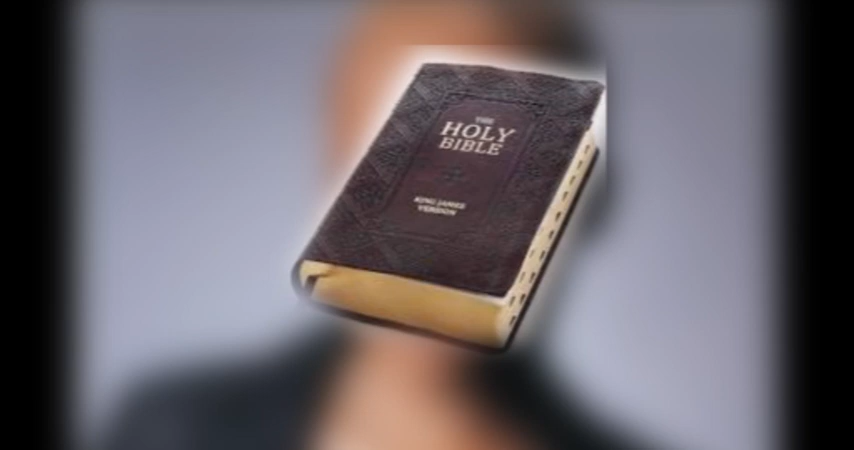 THE
HOLY
BIBLE
KING JAMES
VERSION